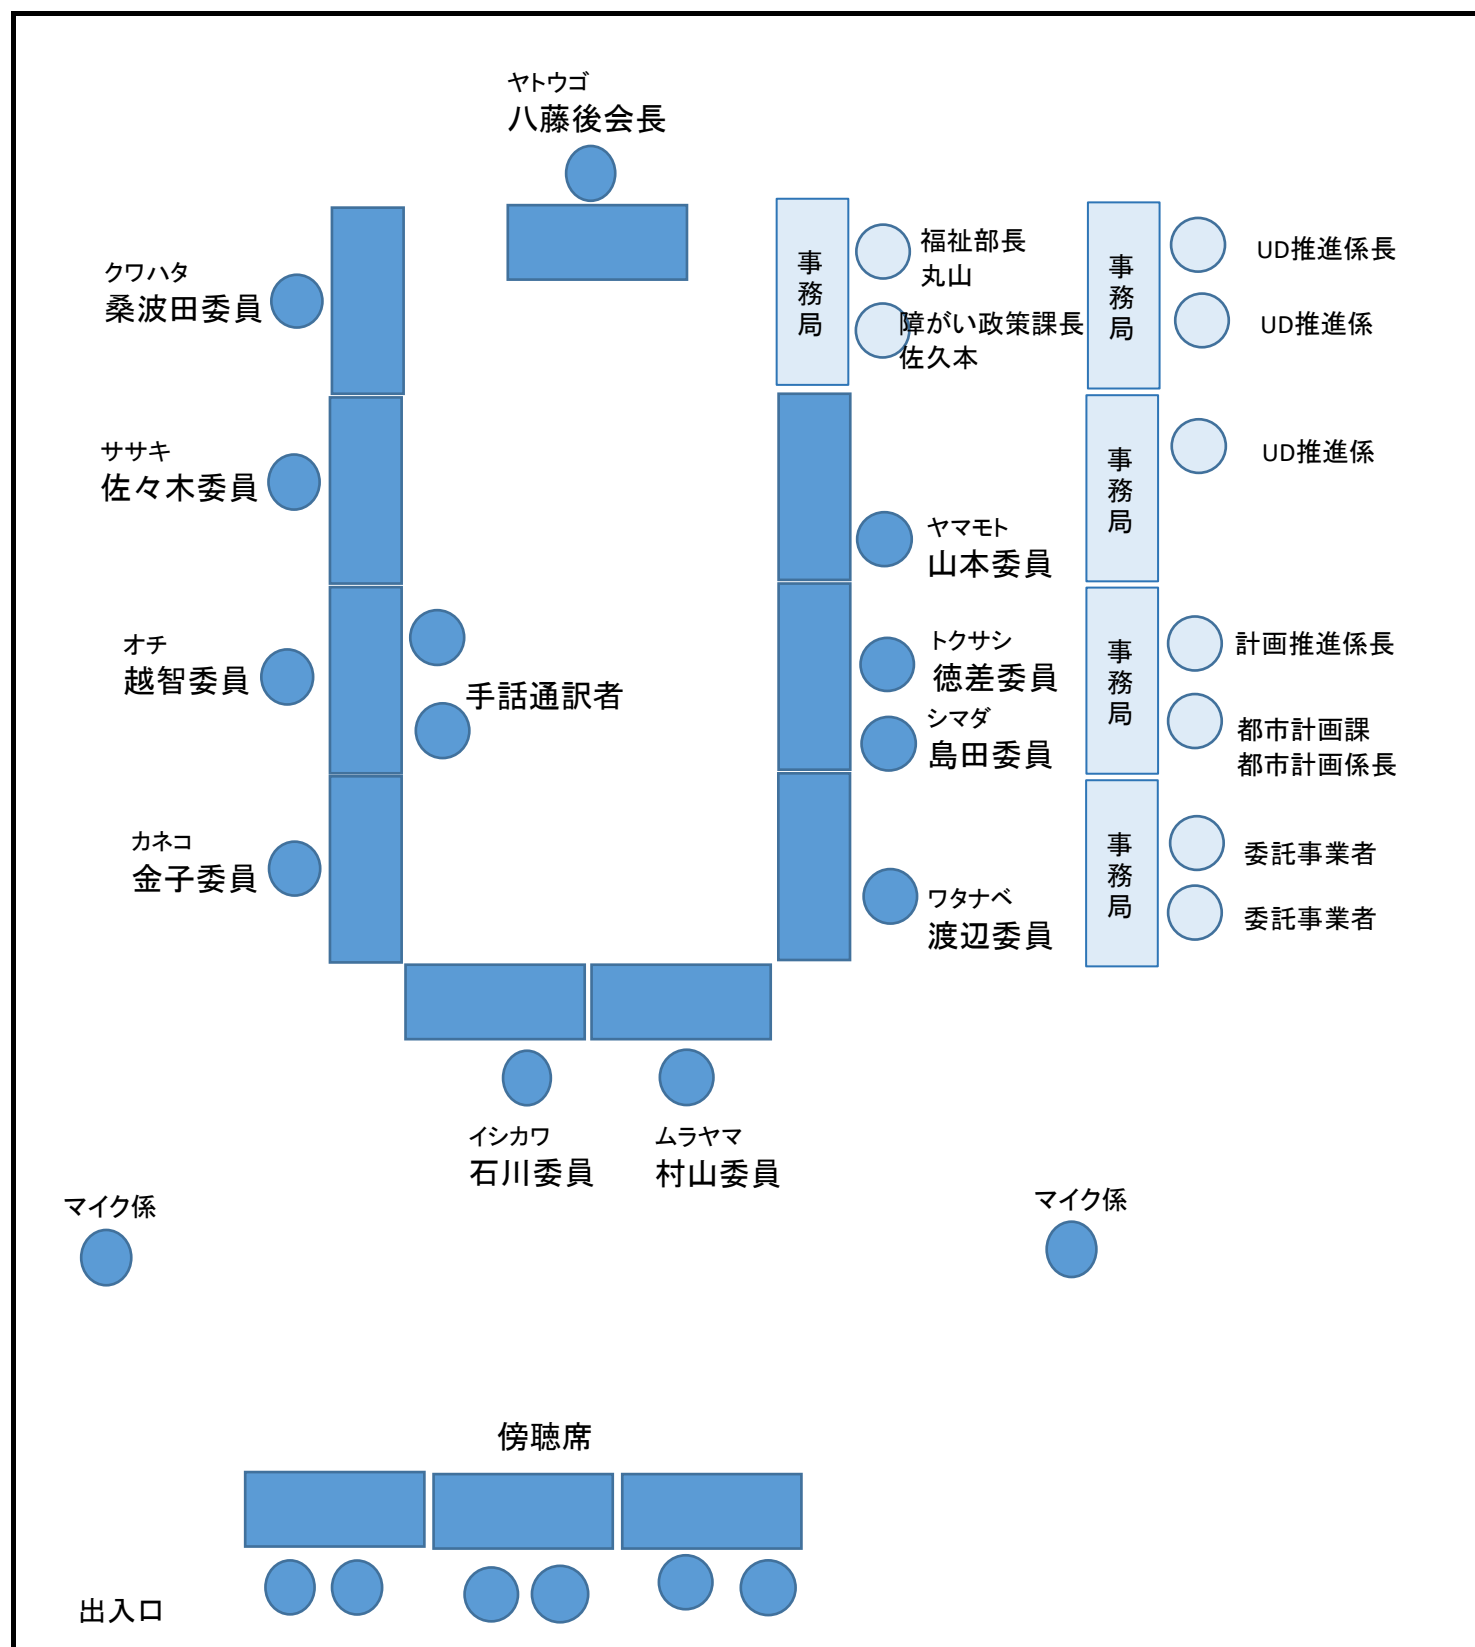 ヤトウゴ
八藤後会長
クワハタ
桑波田委員
ササキ
佐々木委員
オチ
越智委員
カネコ
金子委員
手話通訳者
事務局
福祉部長
丸山
障がい政策課長
佐久本
ヤマモト
山本委員
トクサシ
徳差委員
シマダ
島田委員
ワタナベ
渡辺委員
事務局
UD推進係長
UD推進係
事務局
UD推進係
事務局
計画推進係長
都市計画課
都市計画係長
事務局
委託事業者
委託事業者
イシカワ
石川委員
ムラヤマ
村山委員
マイク係
マイク係
傍聴席
出入口